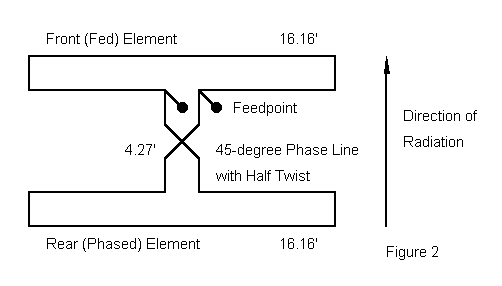 Front (Fed) Element 16.16'
Feedpoint
Direction of
Radiation
4.27' 45-degree Phase Line
with Half Twist
Rear (Phased) Element 16.16'
Figure 2